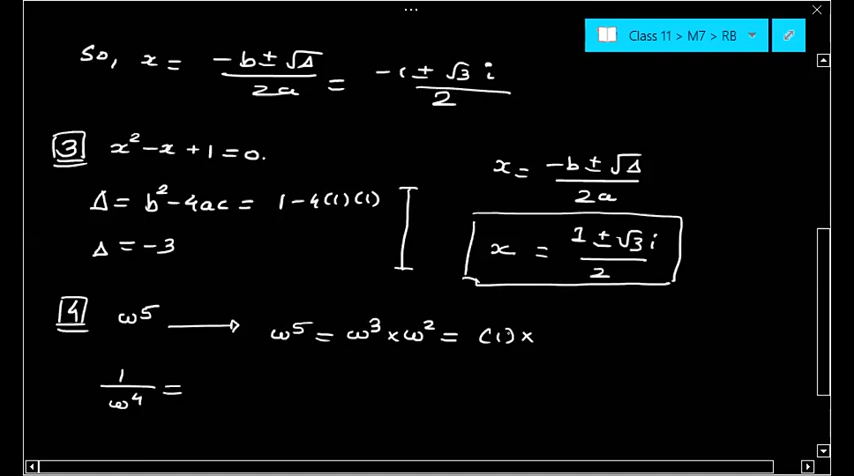 Class 11 > M7 > RB
So, x = -b ± √Δ / 2a = -1 ± √3 i / 2
3 x² - x + 1 = 0.
Δ = b² - 4ac = 1 - 4(1)(1)
Δ = -3
x = -b ± √Δ / 2a
x = 1 ± √3 i / 2
4 ω⁵ → ω⁵ = ω³ × ω² = (1) ×
1 / ω⁴ =